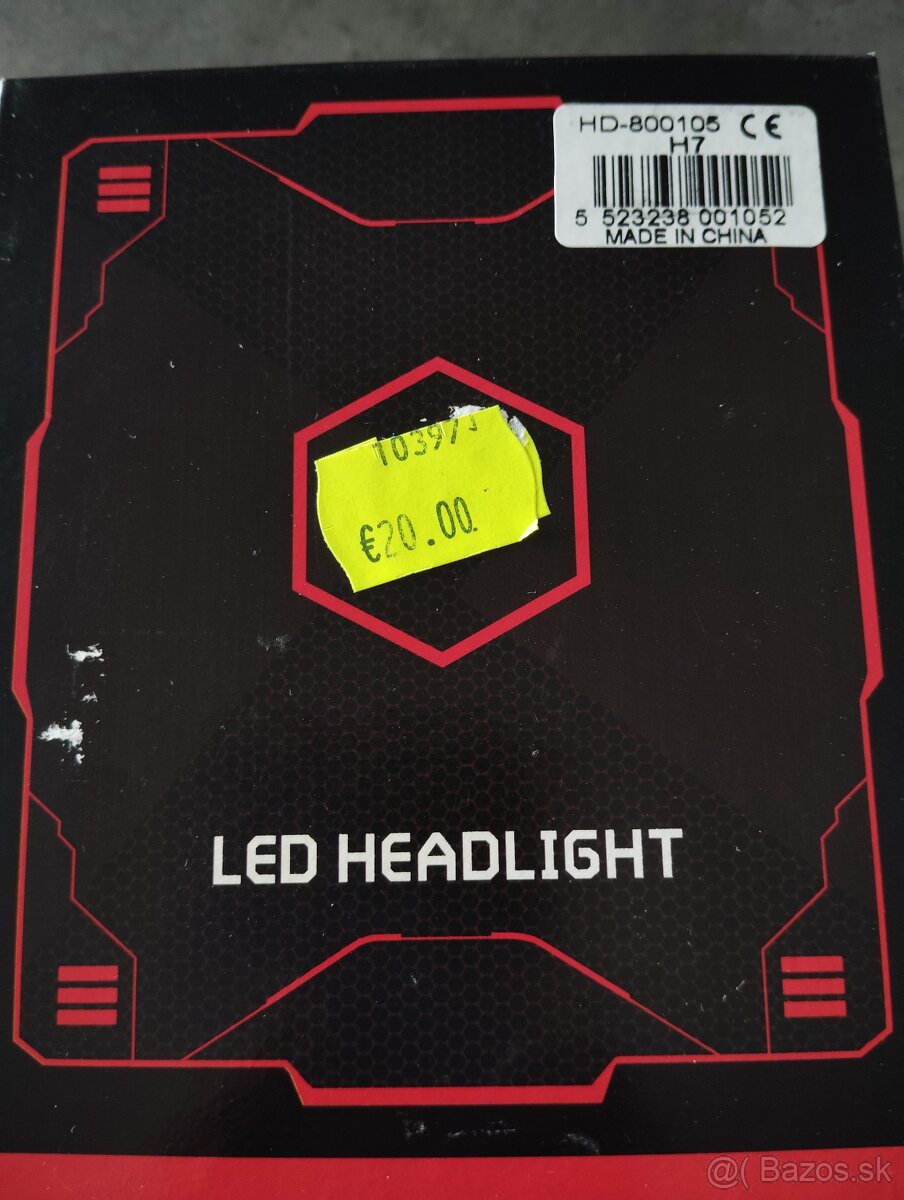 HD-800105 CE
H7
5 523238 001052
MADE IN CHINA
€20.00
LED HEADLIGHT
@( Bazos.sk